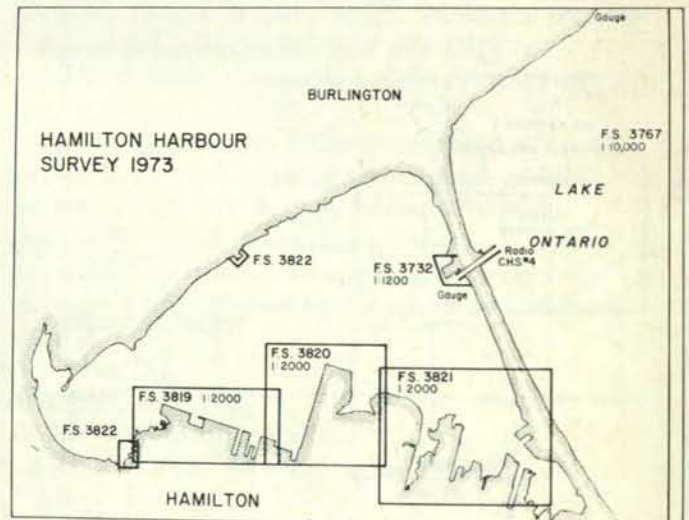 Gauge
BURLINGTON
HAMILTON HARBOUR
SURVEY 1973
F.S. 3767
1:10,000
LAKE
ONTARIO
Radio
CHS#4
F.S. 3822
F.S. 3732
1:1200
Gauge
F.S. 3820
1:2000
F.S. 3821
1:2000
F.S. 3819 1:2000
F.S. 3822
HAMILTON